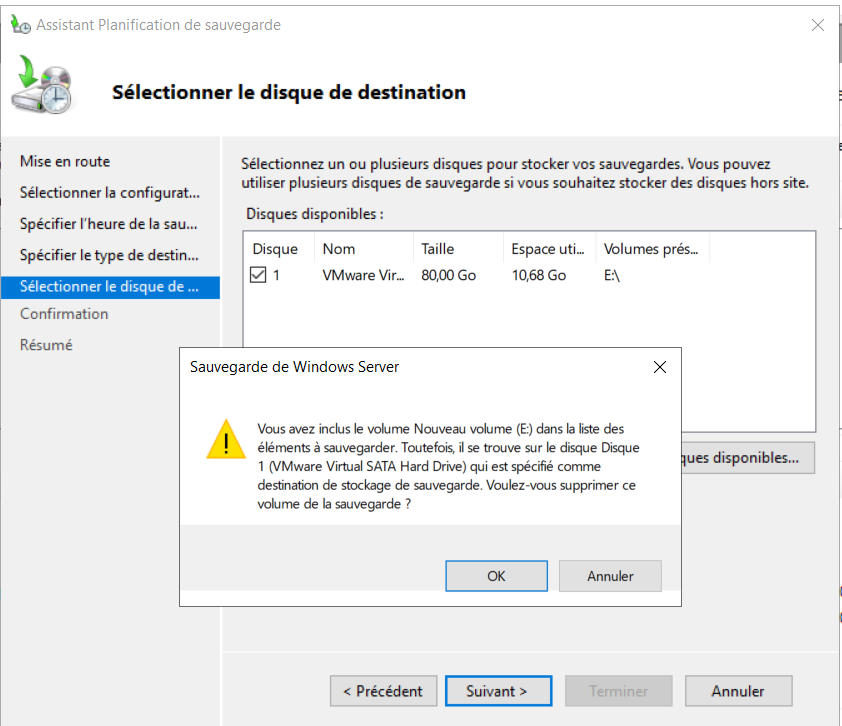 Assistant Planification de sauvegarde
Sélectionner le disque de destination
Mise en route
Sélectionner la configurat...
Spécifier l'heure de la sau...
Spécifier le type de destin...
Sélectionner le disque de ...
Confirmation
Résumé
Sélectionnez un ou plusieurs disques pour stocker vos sauvegardes. Vous pouvez
utiliser plusieurs disques de sauvegarde si vous souhaitez stocker des disques hors site.
Disques disponibles :
Disque Nom Taille Espace uti... Volumes prés...
1 VMware Vir... 80,00 Go 10,68 Go E:\
Sauvegarde de Windows Server
Vous avez inclus le volume Nouveau volume (E:) dans la liste des
éléments à sauvegarder. Toutefois, il se trouve sur le disque Disque
1 (VMware Virtual SATA Hard Drive) qui est spécifié comme
destination de stockage de sauvegarde. Voulez-vous supprimer ce
volume de la sauvegarde ?
OK Annuler
disponibles...
< Précédent Suivant > Terminer Annuler